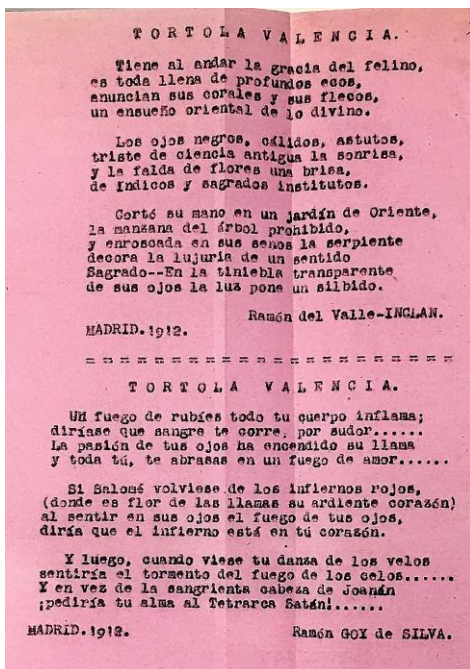 TORTOLA VALENCIA.
Tiene al andar la gracia del felino,
es toda llena de profundos ecos,
anuncian sus corales y sus flecos,
un ensueño oriental de lo divino.
Los ojos negros, cálidos, astutos,
triste de ciencia antigua la sonrisa,
y la falda de flores una brisa,
de Índicos y sagrados institutos.
Cortó su mano en un jardín de Oriente,
la manzana del árbol prohibido,
y enroscada en sus senos la serpiente
decora la lujuria de un sentido
Sagrado--En la tiniebla transparente
de sus ojos la luz pone un silbido.
Ramón del Valle-INCLAN.
MADRID.1912.
= = = = = = = = = = = = = = = = = = = = = = =
TORTOLA VALENCIA.
Un fuego de rubíes todo tu cuerpo inflama;
diríase que sangre te corre, por sudor......
La pasión de tus ojos ha encendido su llama
y toda tú, te abrasas en un fuego de amor......
Si Salomé volviese de los infiernos rojos,
(donde es flor de las llamas su ardiente corazón)
al sentir en sus ojos el fuego de tus ojos,
diría que el infierno está en tú corazón.
Y luego, cuando viese tu danza de los velos
sentiría el tormento del fuego de los celos......
Y en vez de la sangrienta cabeza de Joanán
¡pediría tu alma al Tetrarca Satán!......
MADRID.1912. Ramón GOY de SILVA.